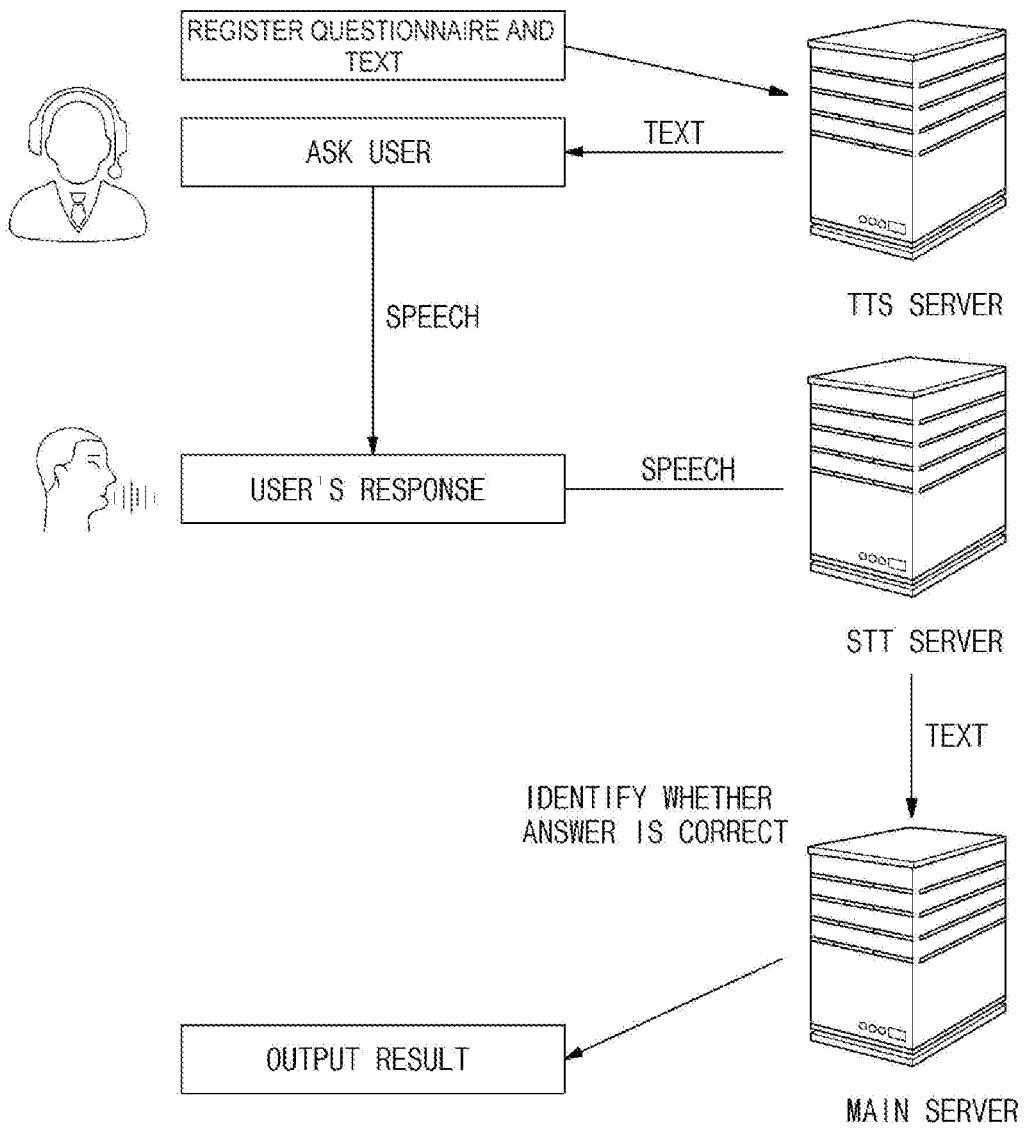 REGISTER QUESTIONNAIRE AND
TEXT
ASK USER
TEXT
TTS SERVER
SPEECH
USER'S RESPONSE
SPEECH
STT SERVER
TEXT
IDENTIFY WHETHER
ANSWER IS CORRECT
OUTPUT RESULT
MAIN SERVER